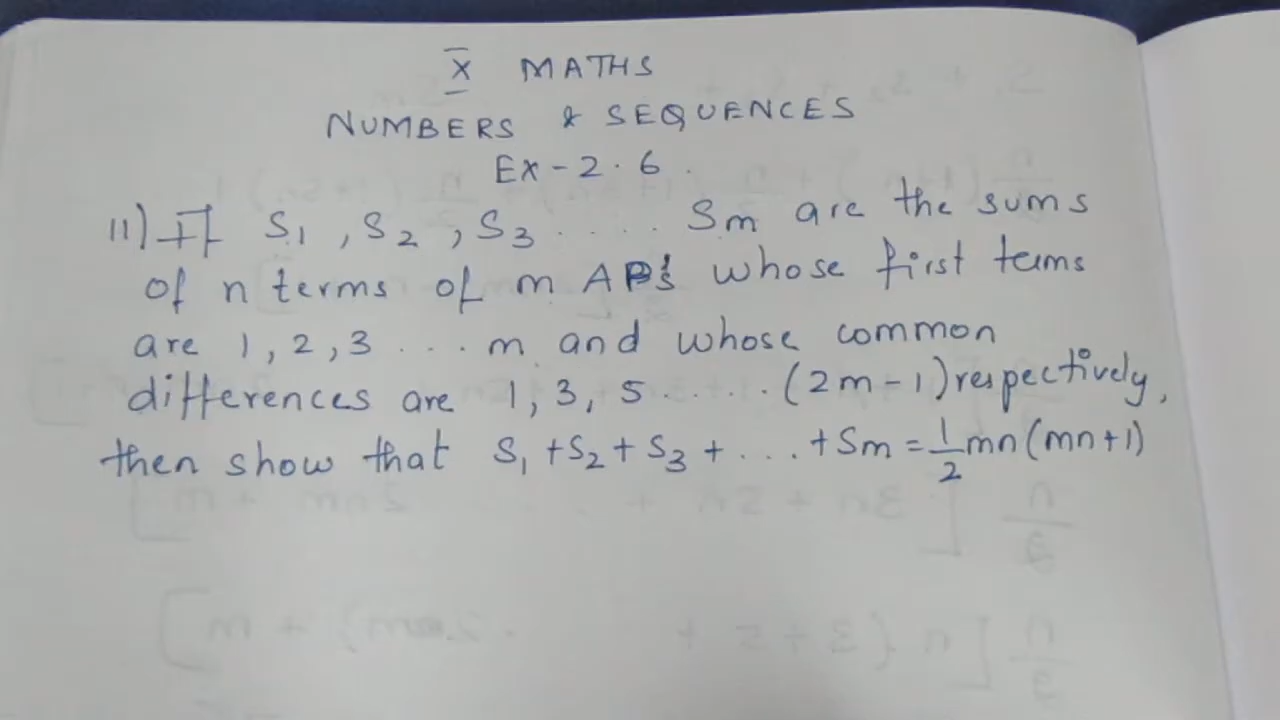 X MATHS
NUMBERS & SEQUENCES
Ex-2.6.
11) If S₁, S₂, S₃ ..... Sm are the sums
of n terms of m AP's whose first terms
are 1, 2, 3 ... m and whose common
differences are 1, 3, 5 ...... (2m-1) respectively,
then show that S₁ + S₂ + S₃ + ... + Sm = 1/2 mn (mn+1)